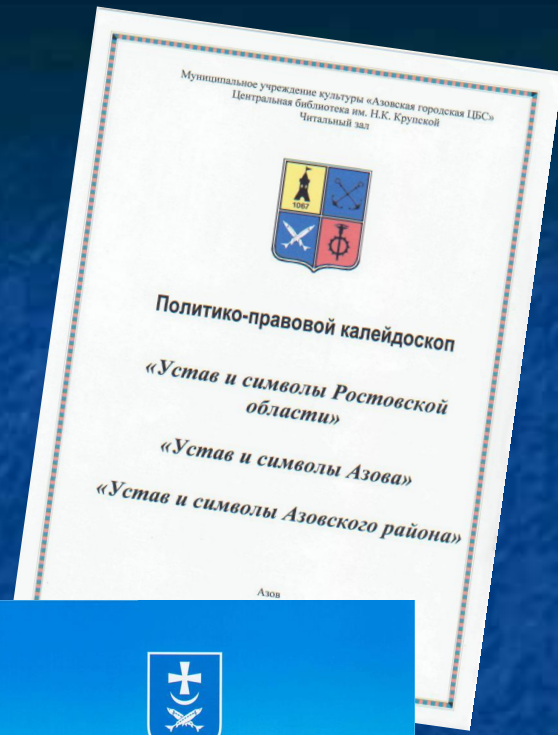 Муниципальное учреждение культуры «Азовская городская ЦБС»
Центральная библиотека им. Н.К. Крупской
Читальный зал
1067
Политико-правовой калейдоскоп
«Устав и символы Ростовской
области»
«Устав и символы Азова»
«Устав и символы Азовского района»
Азов